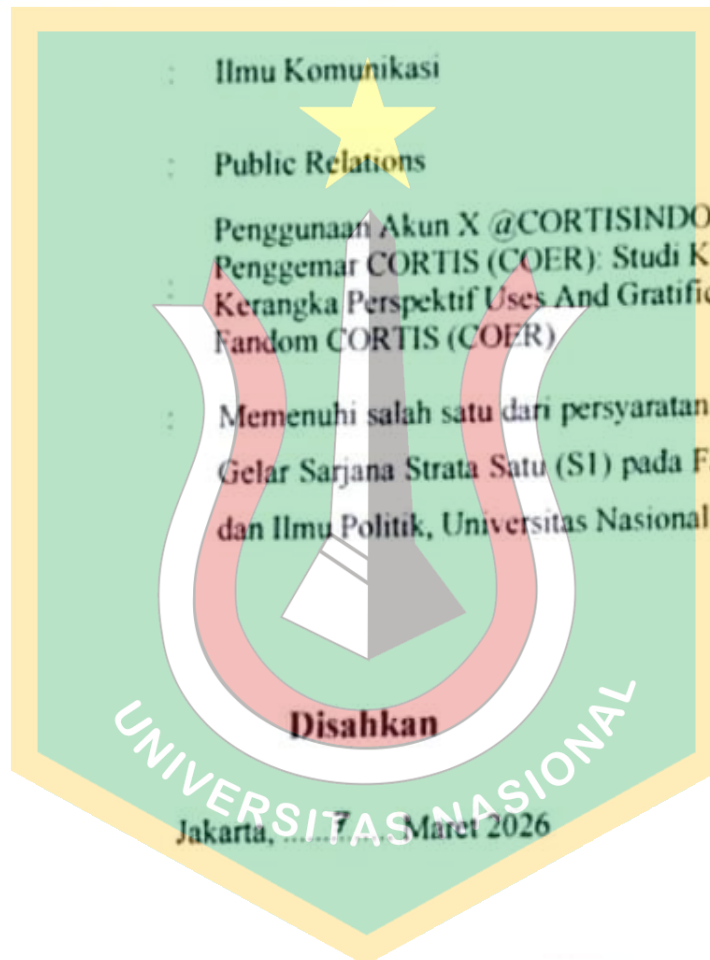 : Ilmu Komunikasi
: Public Relations
Penggunaan Akun X @CORTISINDO
Penggemar CORTIS (COER): Studi K
: Kerangka Perspektif Uses And Gratific
Fandom CORTIS (COER)
: Memenuhi salah satu dari persyaratan
Gelar Sarjana Strata Satu (S1) pada F
dan Ilmu Politik, Universitas Nasional
Disahkan
Jakarta, ......7...... Maret 2026
UNIVERSITAS NASIONAL